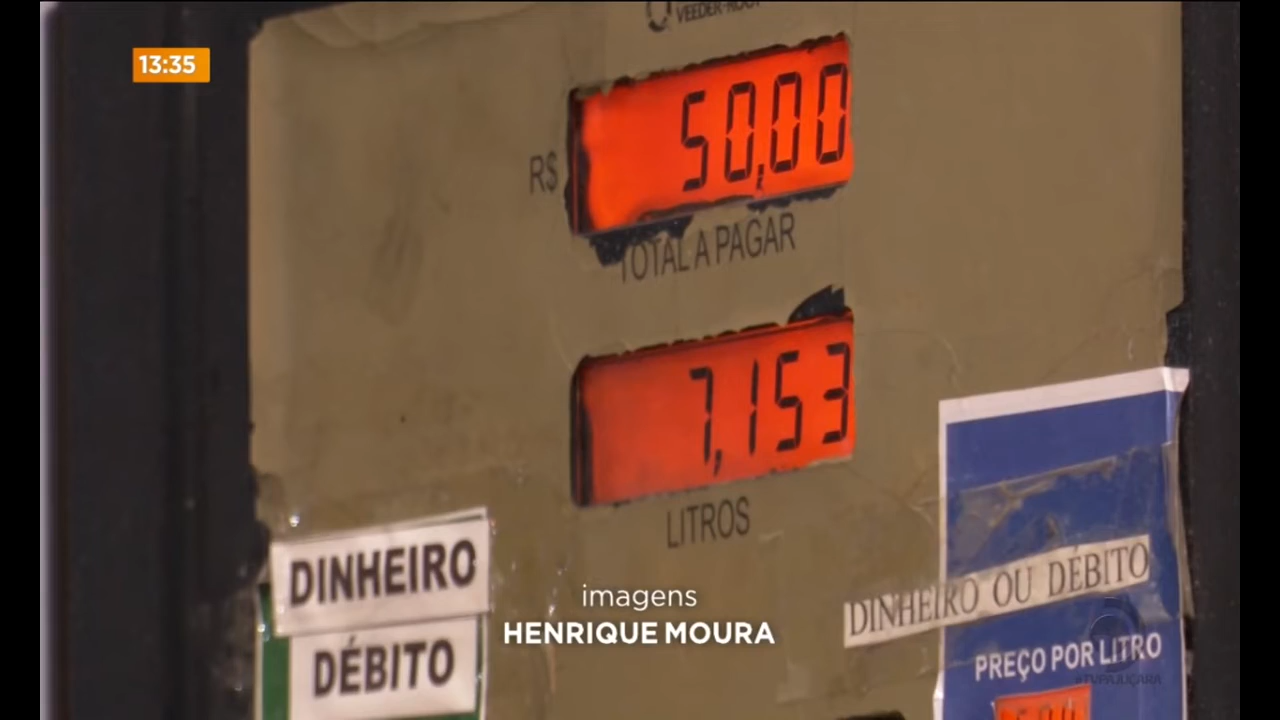 VEEDER-ROOT
13:35
R$ 50,00
TOTAL A PAGAR
7,153
LITROS
DINHEIRO
DÉBITO
imagens
HENRIQUE MOURA
DINHEIRO OU DÉBITO
PREÇO POR LITRO
#TVPAJUÇARA